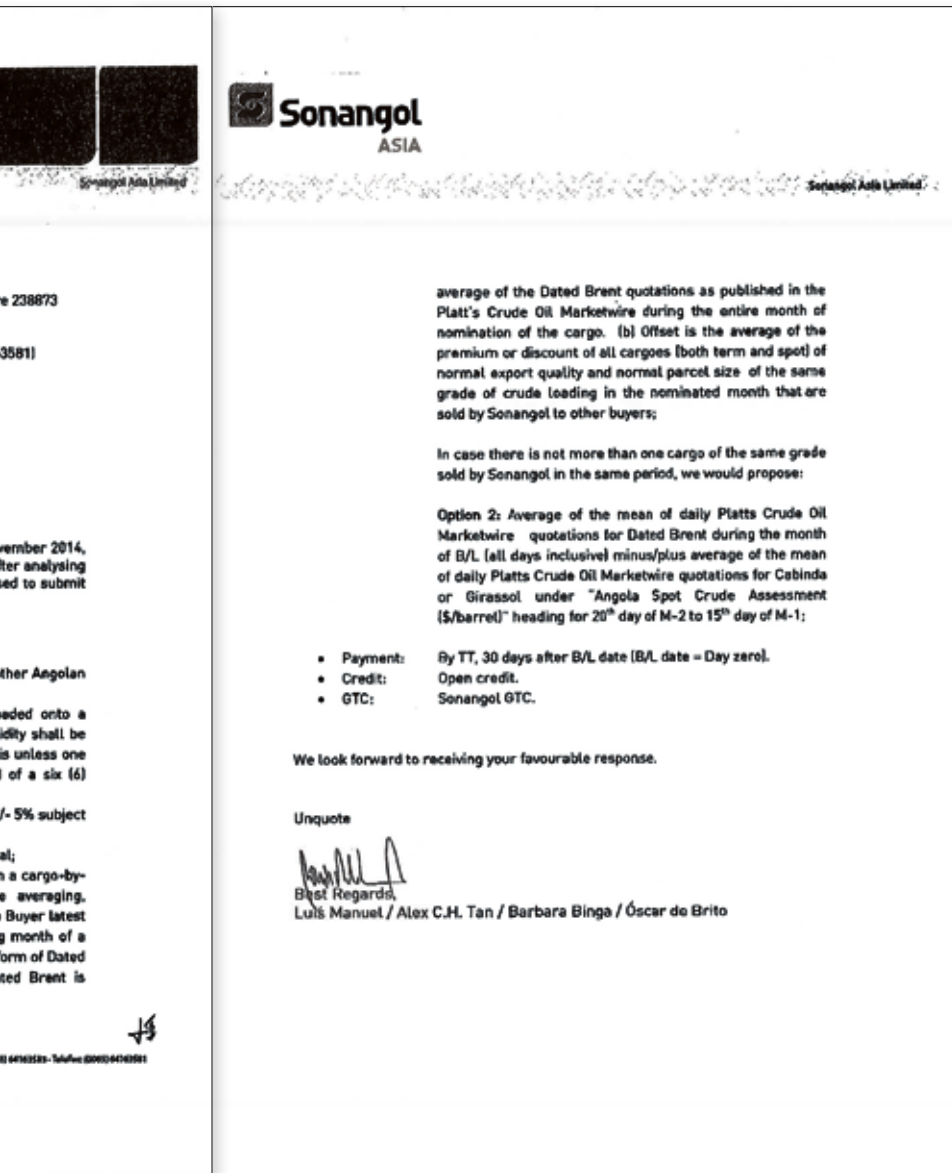 Sonangol Asia Limited
e 238873
3581)
vember 2014,
fter analysing
sed to submit
ther Angolan
aded onto a
idity shall be
is unless one
of a six (6)
/- 5% subject
al;
n a cargo-by-
e averaging.
Buyer latest
g month of a
form of Dated
ted Brent is
Sonangol
ASIA
Sonangol Asia Limited
average of the Dated Brent quotations as published in the
Platt's Crude Oil Marketwire during the entire month of
nomination of the cargo. (b) Offset is the average of the
premium or discount of all cargoes (both term and spot) of
normal export quality and normal parcel size of the same
grade of crude loading in the nominated month that are
sold by Sonangol to other buyers;
In case there is not more than one cargo of the same grade
sold by Sonangol in the same period, we would propose:
Option 2: Average of the mean of daily Platts Crude Oil
Marketwire quotations for Dated Brent during the month
of B/L (all days inclusive) minus/plus average of the mean
of daily Platts Crude Oil Marketwire quotations for Cabinda
or Girassol under "Angola Spot Crude Assessment
($/barrel)" heading for 20th day of M-2 to 15th day of M-1;
• Payment: By TT, 30 days after B/L date (B/L date = Day zero).
• Credit: Open credit.
• GTC: Sonangol GTC.
We look forward to receiving your favourable response.
Unquote
Best Regards,
Luís Manuel / Alex C.H. Tan / Barbara Binga / Óscar de Brito